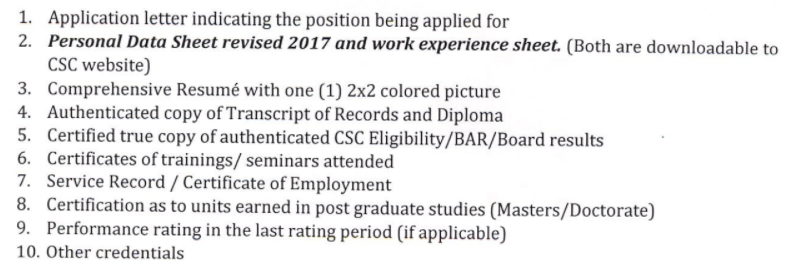 1. Application letter indicating the position being applied for
2. Personal Data Sheet revised 2017 and work experience sheet. (Both are downloadable to
CSC website)
3. Comprehensive Resumé with one (1) 2x2 colored picture
4. Authenticated copy of Transcript of Records and Diploma
5. Certified true copy of authenticated CSC Eligibility/BAR/Board results
6. Certificates of trainings/ seminars attended
7. Service Record / Certificate of Employment
8. Certification as to units earned in post graduate studies (Masters/Doctorate)
9. Performance rating in the last rating period (if applicable)
10. Other credentials